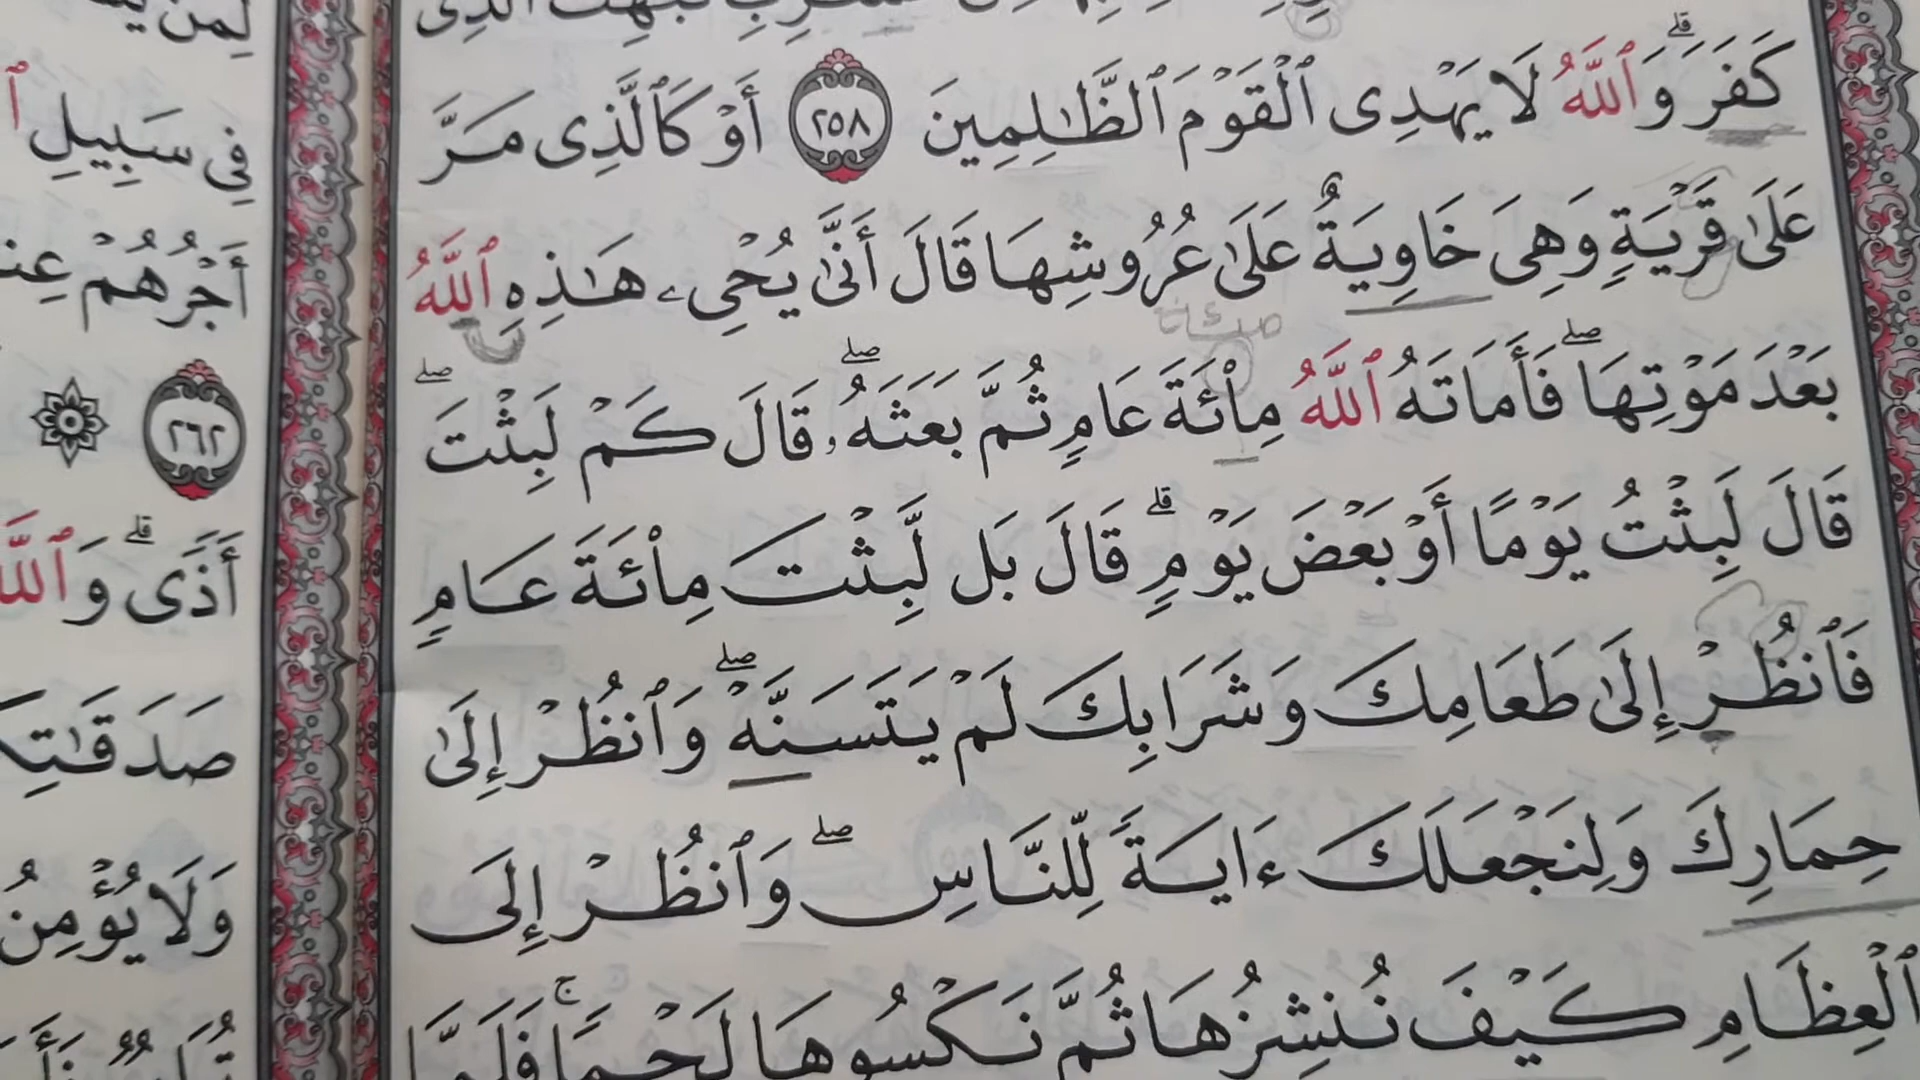 كَفَرَ ۗ وَٱللَّهُ لَا يَهْدِى ٱلْقَوْمَ ٱلظَّـٰلِمِينَ ٢٥٨ أَوْ كَٱلَّذِى مَرَّ
عَلَىٰ قَرْيَةٍ وَهِىَ خَاوِيَةٌ عَلَىٰ عُرُوشِهَا قَالَ أَنَّىٰ يُحْىِۦ هَـٰذِهِ ٱللَّهُ
بَعْدَ مَوْتِهَا ۖ فَأَمَاتَهُ ٱللَّهُ مِا۟ئَةَ عَامٍ ثُمَّ بَعَثَهُۥ ۖ قَالَ كَمْ لَبِثْتَ ۖ
قَالَ لَبِثْتُ يَوْمًا أَوْ بَعْضَ يَوْمٍ ۗ قَالَ بَل لَّبِثْتَ مِا۟ئَةَ عَامٍ
فَٱنظُرْ إِلَىٰ طَعَامِكَ وَشَرَابِكَ لَمْ يَتَسَنَّهْ ۖ وَٱنظُرْ إِلَىٰ
حِمَارِكَ وَلِنَجْعَلَكَ ءَايَةً لِّلنَّاسِ ۖ وَٱنظُرْ إِلَى
ٱلْعِظَامِ كَيْفَ نُنشِزُهَا ثُمَّ نَكْسُوهَا لَحْمًا ۚ فَلَمَّا
فِى سَبِيلِ
أَجْرُهُمْ
٢٦٢ ۞
أَذًى ۗ وَٱللَّهُ
وَلَا يُؤْمِنُ